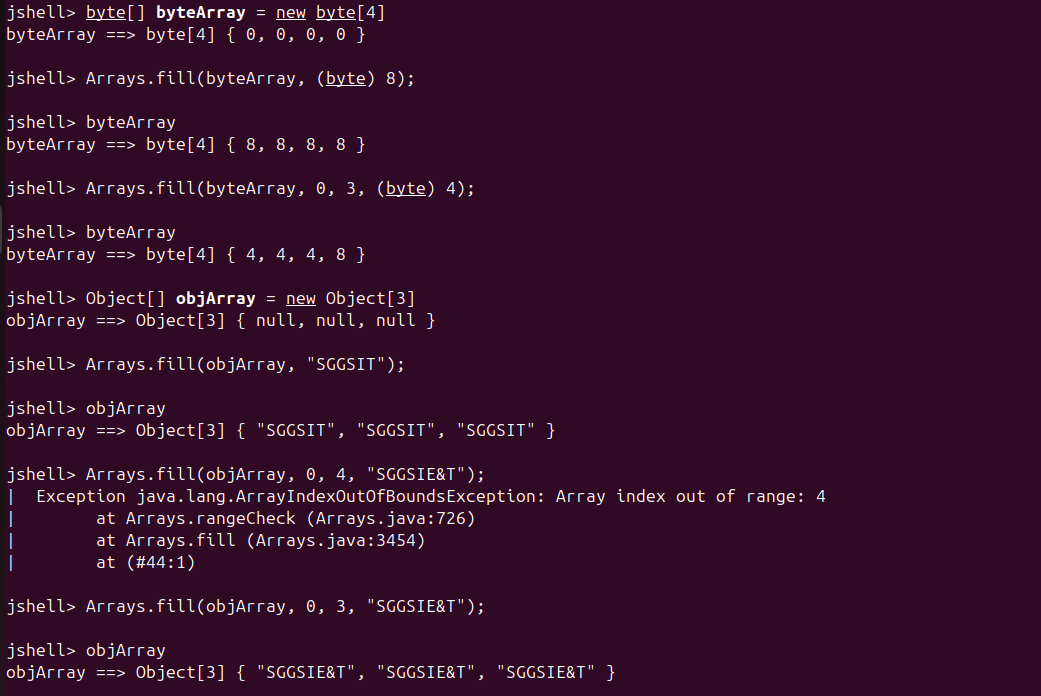 jshell> byte[] byteArray = new byte[4]
byteArray ==> byte[4] { 0, 0, 0, 0 }
jshell> Arrays.fill(byteArray, (byte) 8);
jshell> byteArray
byteArray ==> byte[4] { 8, 8, 8, 8 }
jshell> Arrays.fill(byteArray, 0, 3, (byte) 4);
jshell> byteArray
byteArray ==> byte[4] { 4, 4, 4, 8 }
jshell> Object[] objArray = new Object[3]
objArray ==> Object[3] { null, null, null }
jshell> Arrays.fill(objArray, "SGGSIT");
jshell> objArray
objArray ==> Object[3] { "SGGSIT", "SGGSIT", "SGGSIT" }
jshell> Arrays.fill(objArray, 0, 4, "SGGSIE&T");
|  Exception java.lang.ArrayIndexOutOfBoundsException: Array index out of range: 4
|        at Arrays.rangeCheck (Arrays.java:726)
|        at Arrays.fill (Arrays.java:3454)
|        at (#44:1)
jshell> Arrays.fill(objArray, 0, 3, "SGGSIE&T");
jshell> objArray
objArray ==> Object[3] { "SGGSIE&T", "SGGSIE&T", "SGGSIE&T" }